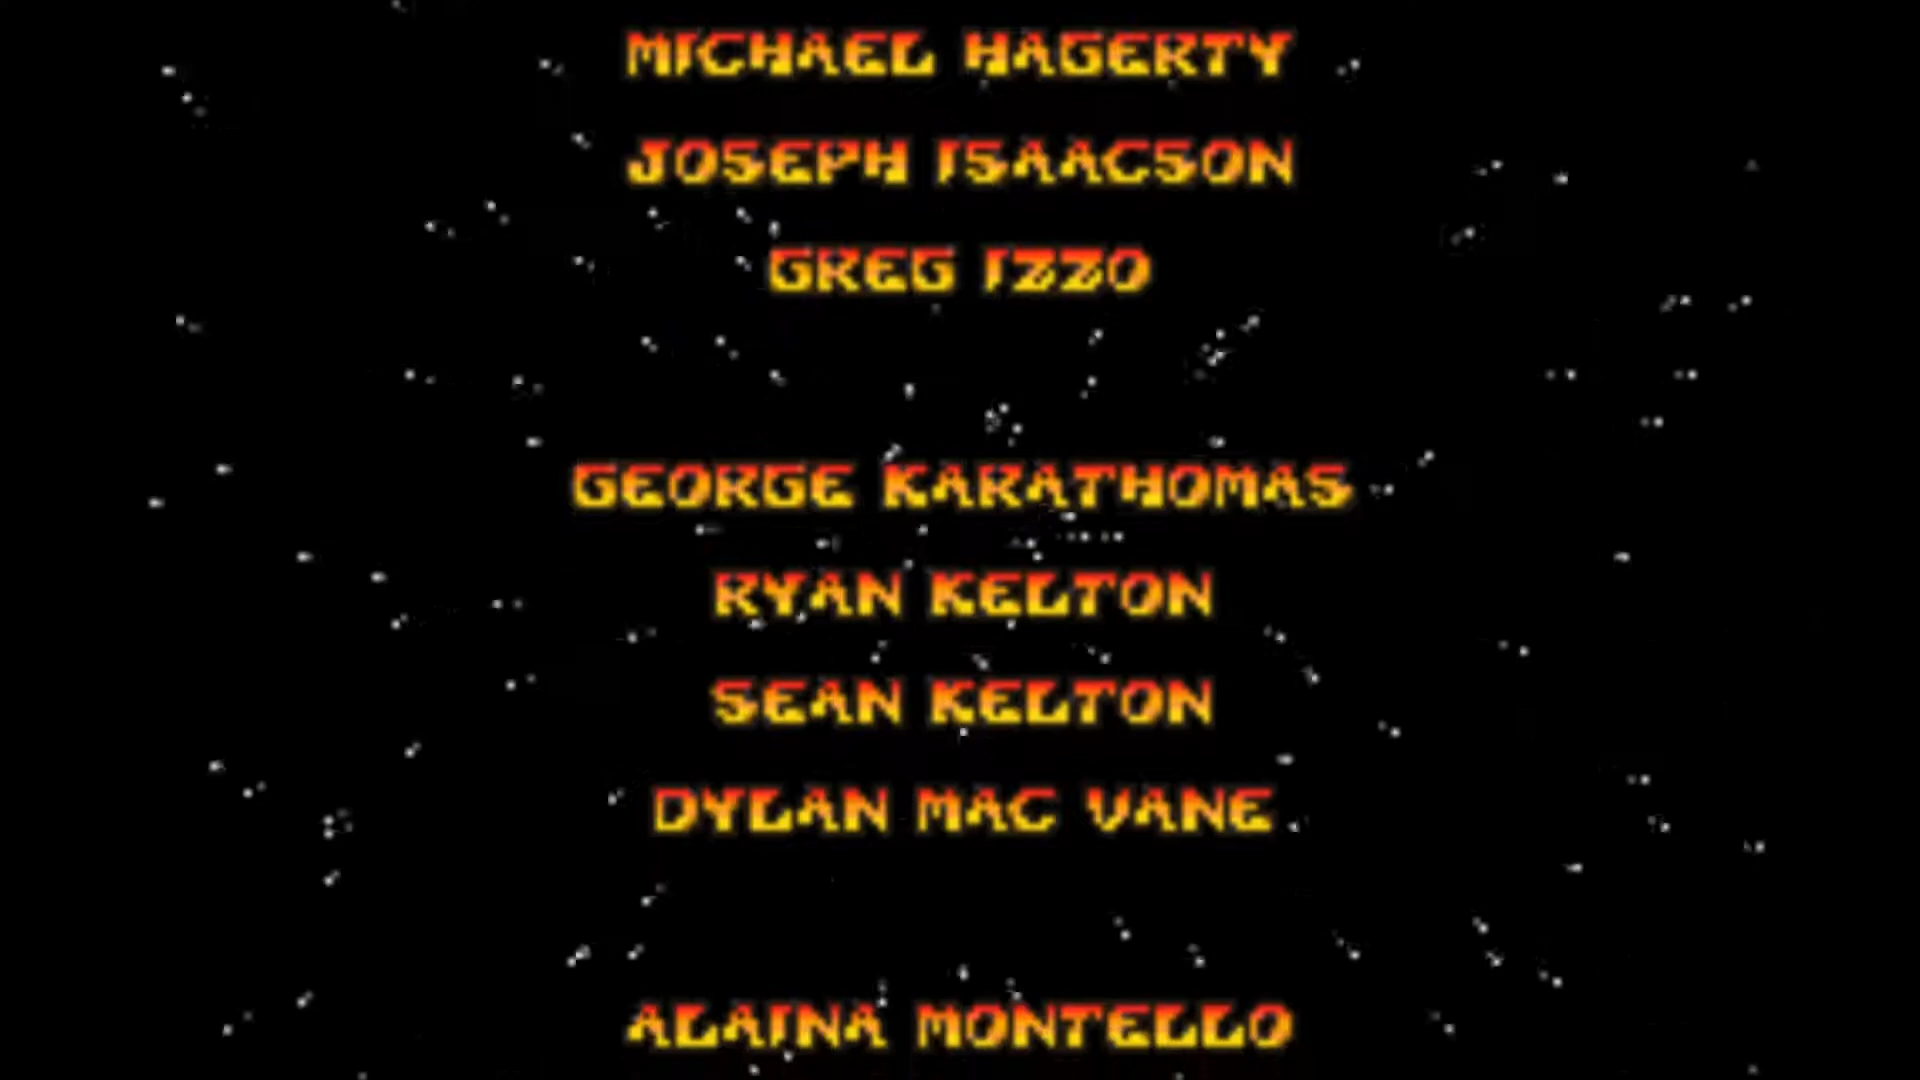 MICHAEL HAGERTY
JOSEPH ISAACSON
GREG IZZO
GEORGE KARATHOMAS
RYAN KELTON
SEAN KELTON
DYLAN MAC VANE
ALAINA MONTELLO